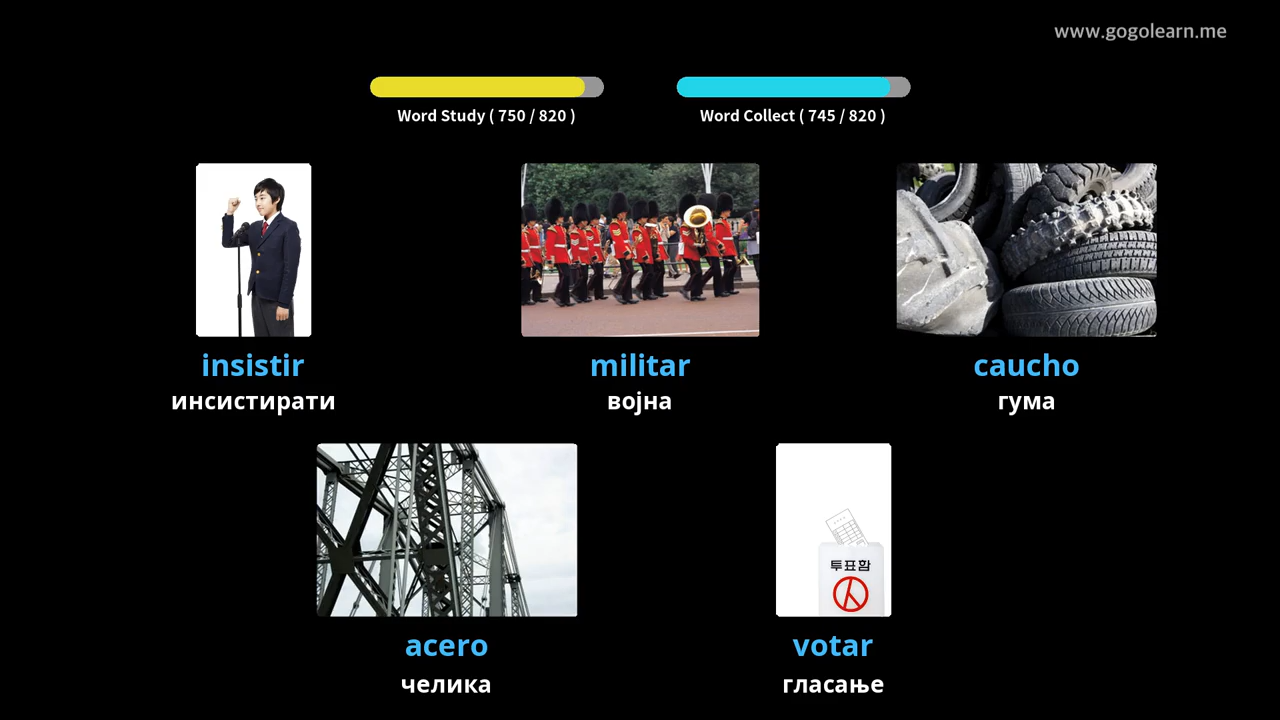 www.gogolearn.me
Word Study ( 750 / 820 )
Word Collect ( 745 / 820 )
insistir
инсистирати
militar
војна
caucho
гума
투표함
acero
челика
votar
гласање